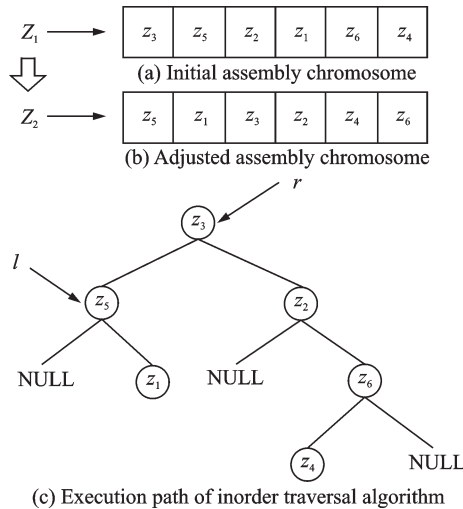 Z₁ z₃ z₅ z₂ z₁ z₆ z₄
(a) Initial assembly chromosome
Z₂ z₅ z₁ z₃ z₂ z₄ z₆
(b) Adjusted assembly chromosome
r
z₃
l
z₅ z₂
NULL z₁ NULL z₆
z₄ NULL
(c) Execution path of inorder traversal algorithm